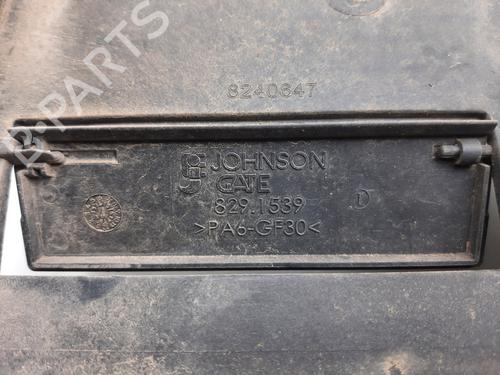 B-PARTS
8240647
JOHNSON
GATE
829.1539
D
>PA6-GF30<